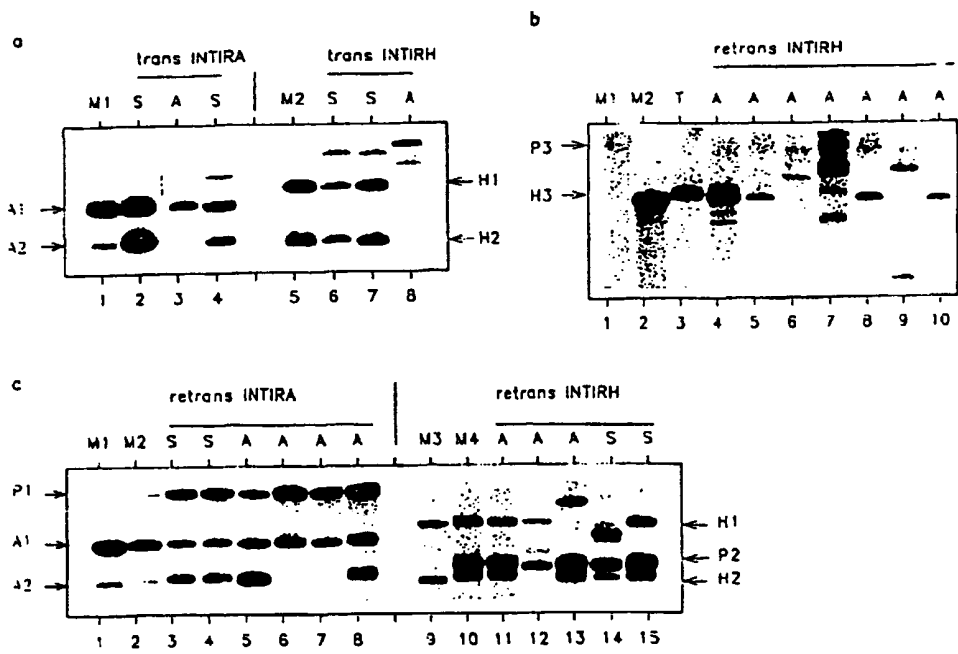 a
trans INTIRA
trans INTIRH
M1 S A S M2 S S A
A1
A2
H1
H2
1 2 3 4 5 6 7 8
b
retrans INTIRH
M1 M2 T A A A A A A A
P3
H3
1 2 3 4 5 6 7 8 9 10
c
retrans INTIRA
retrans INTIRH
M1 M2 S S A A A A M3 M4 A A A S S
P1
A1
A2
H1
P2
H2
1 2 3 4 5 6 7 8 9 10 11 12 13 14 15